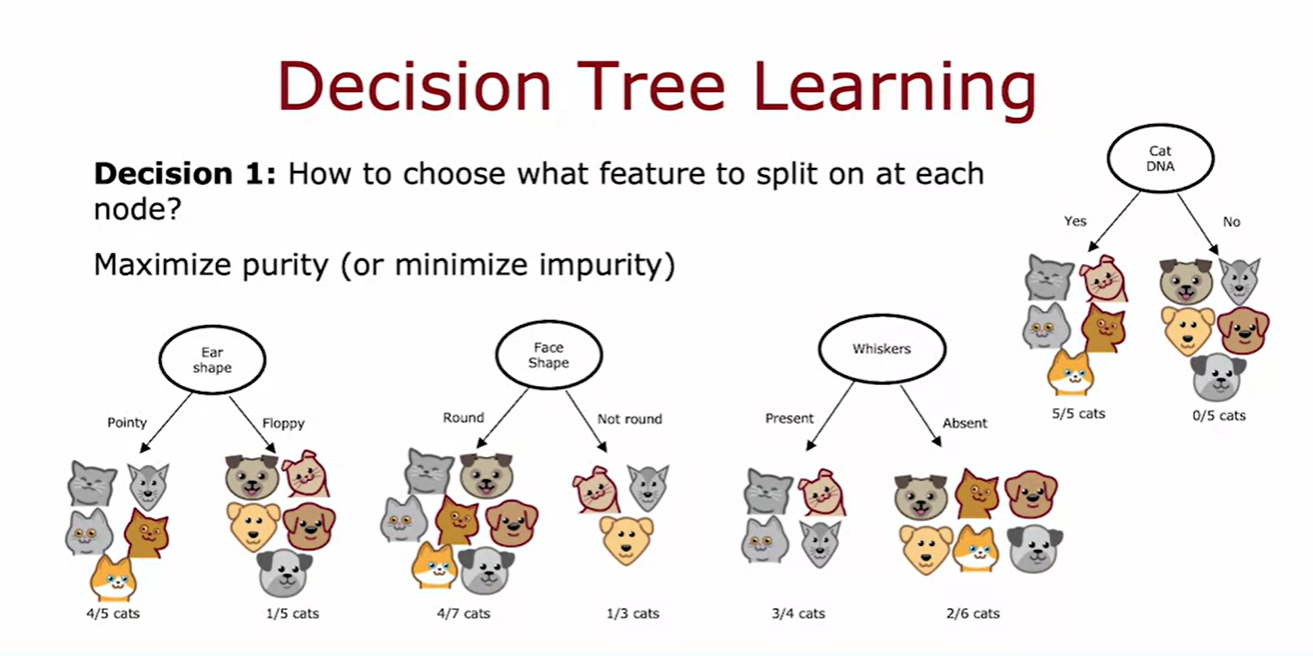 Decision Tree Learning
Decision 1: How to choose what feature to split on at each
node?
Maximize purity (or minimize impurity)
Cat
DNA
Yes
No
5/5 cats
0/5 cats
Ear
shape
Pointy
Floppy
4/5 cats
1/5 cats
Face
Shape
Round
Not round
4/7 cats
1/3 cats
Whiskers
Present
Absent
3/4 cats
2/6 cats